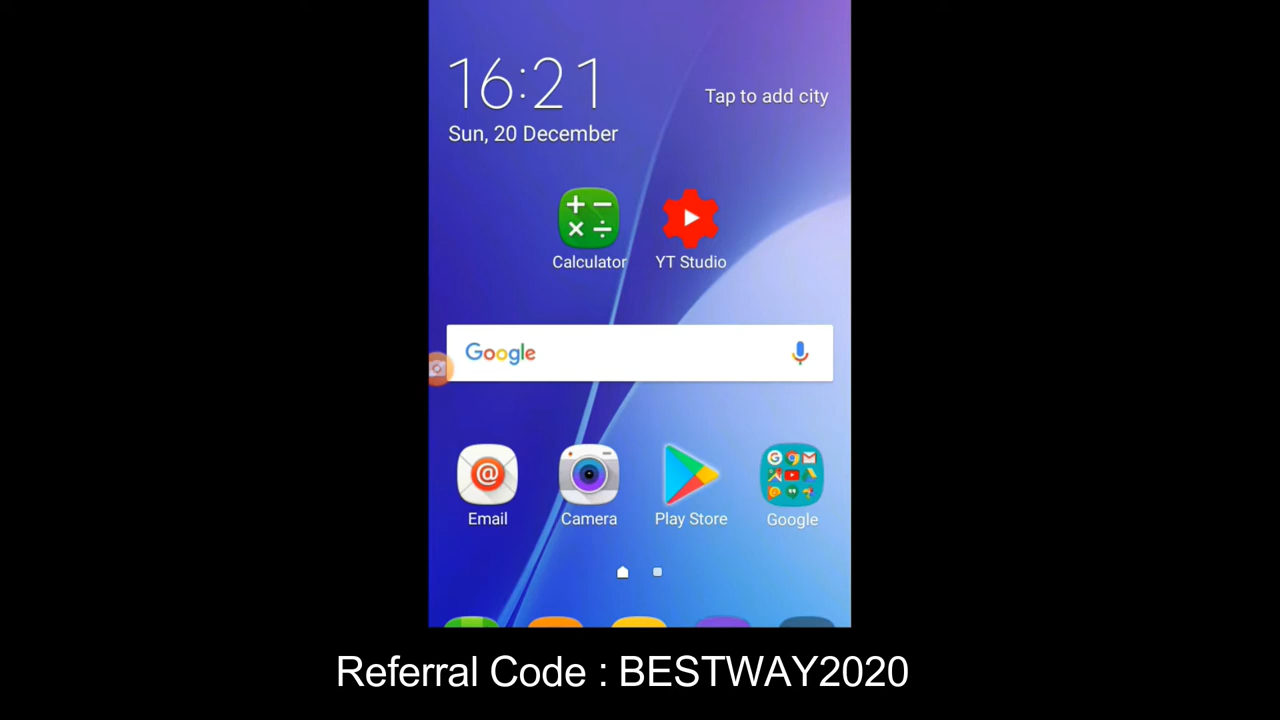 16:21
Tap to add city
Sun, 20 December
Calculator
YT Studio
Google
@
Email
Camera
Play Store
Google
Referral Code : BESTWAY2020